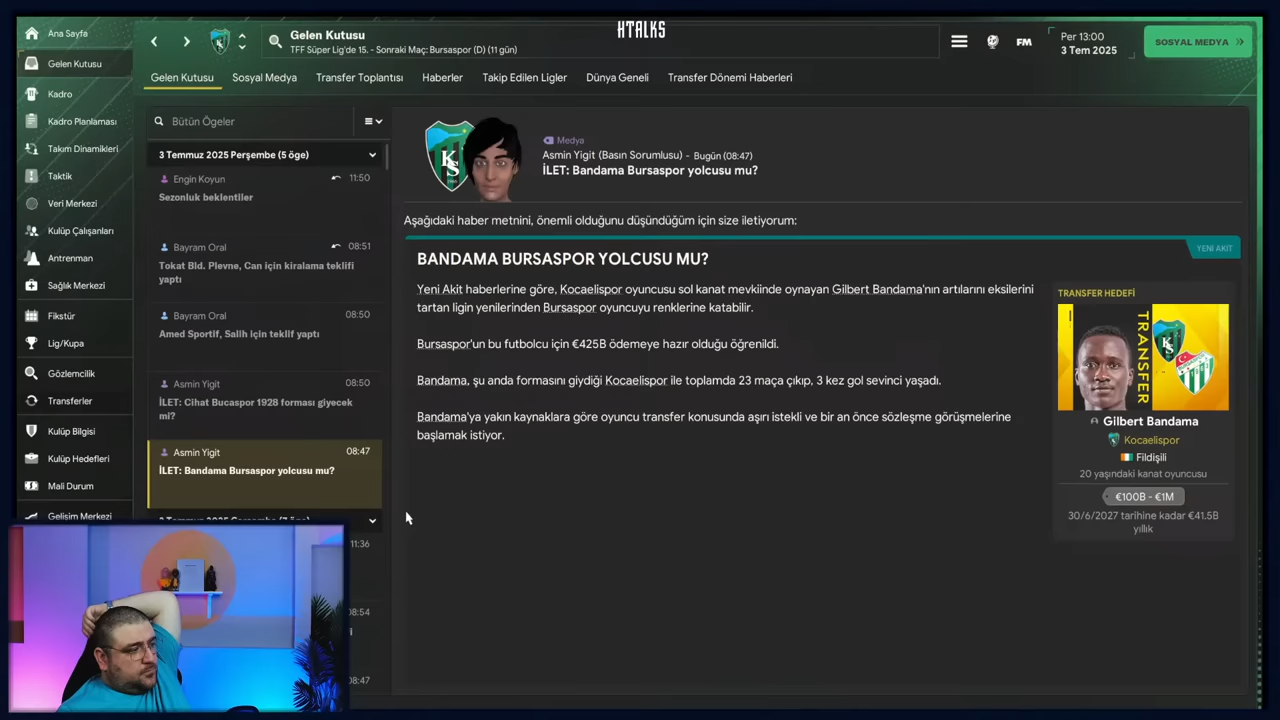 HTALKS
Ana Sayfa
Gelen Kutusu
Kadro
Kadro Planlaması
Takım Dinamikleri
Taktik
Veri Merkezi
Kulüp Çalışanları
Antrenman
Sağlık Merkezi
Fikstür
Lig/Kupa
Gözlemcilik
Transferler
Kulüp Bilgisi
Kulüp Hedefleri
Mali Durum
Gelişim Merkezi
Gelen Kutusu
TFF Süper Lig'de 15. - Sonraki Maç: Bursaspor (D) (11 gün)
FM
Per 13:00
3 Tem 2025
SOSYAL MEDYA
Gelen Kutusu Sosyal Medya Transfer Toplantısı Haberler Takip Edilen Ligler Dünya Geneli Transfer Dönemi Haberleri
Bütün Ögeler
3 Temmuz 2025 Perşembe (5 öge)
Engin Koyun 11:50
Sezonluk beklentiler
Bayram Oral 08:51
Tokat Bld. Plevne, Can için kiralama teklifi
yaptı
Bayram Oral 08:50
Amed Sportif, Salih için teklif yaptı
Asmin Yigit 08:50
İLET: Cihat Bucaspor 1928 forması giyecek
mi?
Asmin Yigit 08:47
İLET: Bandama Bursaspor yolcusu mu?
11:36
08:54
08:47
Medya
Asmin Yigit (Basın Sorumlusu) - Bugün (08:47)
İLET: Bandama Bursaspor yolcusu mu?
Aşağıdaki haber metnini, önemli olduğunu düşündüğüm için size iletiyorum:
YENİ AKİT
BANDAMA BURSASPOR YOLCUSU MU?
Yeni Akit haberlerine göre, Kocaelispor oyuncusu sol kanat mevkiinde oynayan Gilbert Bandama'nın artılarını eksilerini
tartan ligin yenilerinden Bursaspor oyuncuyu renklerine katabilir.
Bursaspor'un bu futbolcu için €425B ödemeye hazır olduğu öğrenildi.
Bandama, şu anda formasını giydiği Kocaelispor ile toplamda 23 maça çıkıp, 3 kez gol sevinci yaşadı.
Bandama'ya yakın kaynaklara göre oyuncu transfer konusunda aşırı istekli ve bir an önce sözleşme görüşmelerine
başlamak istiyor.
TRANSFER HEDEFİ
TRANSFER
Gilbert Bandama
Kocaelispor
Fildişili
20 yaşındaki kanat oyuncusu
€100B - €1M
30/6/2027 tarihine kadar €41.5B
yıllık